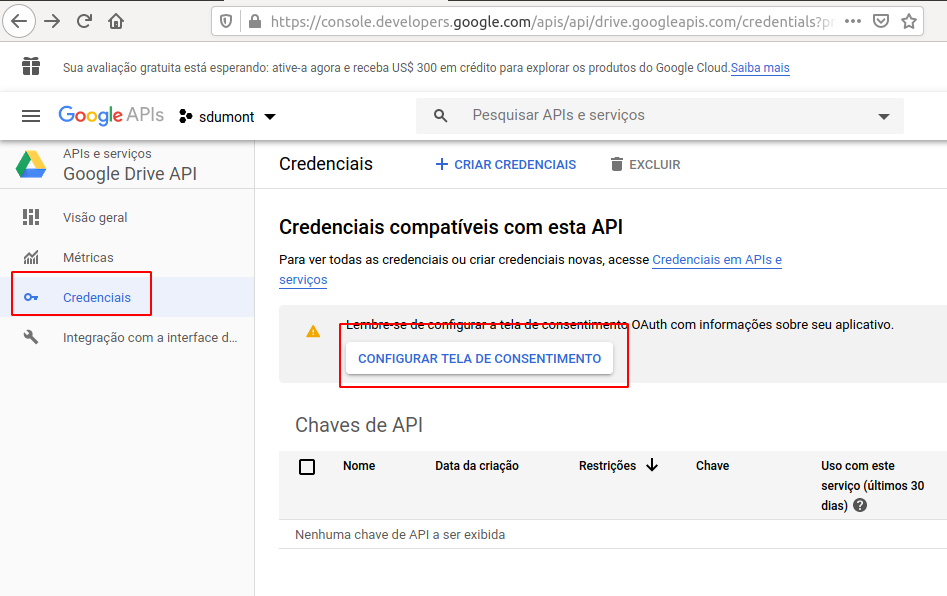 https://console.developers.google.com/apis/api/drive.googleapis.com/credentials?pr
Sua avaliação gratuita está esperando: ative-a agora e receba US$ 300 em crédito para explorar os produtos do Google Cloud.Saiba mais
Google APIs
sdumont
Pesquisar APIs e serviços
APIs e serviços
Google Drive API
Visão geral
Métricas
Credenciais
Integração com a interface d...
Credenciais
CRIAR CREDENCIAIS
EXCLUIR
Credenciais compatíveis com esta API
Para ver todas as credenciais ou criar credenciais novas, acesse Credenciais em APIs e
serviços
Lembre-se de configurar a tela de consentimento OAuth com informações sobre seu aplicativo.
CONFIGURAR TELA DE CONSENTIMENTO
Chaves de API
Nome
Data da criação
Restrições
Chave
Uso com este
serviço (últimos 30
dias)
Nenhuma chave de API a ser exibida